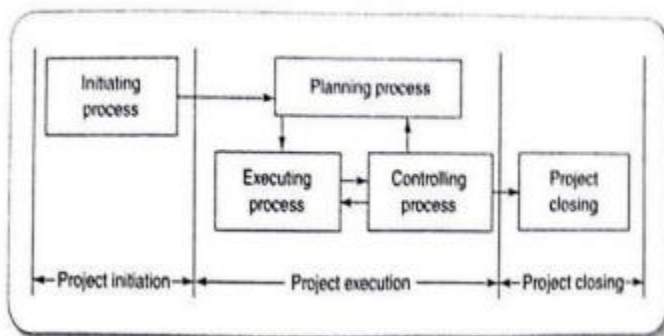 Initiating
process
Planning process
Executing
process
Controlling
process
Project
closing
Project initiation
Project execution
Project closing